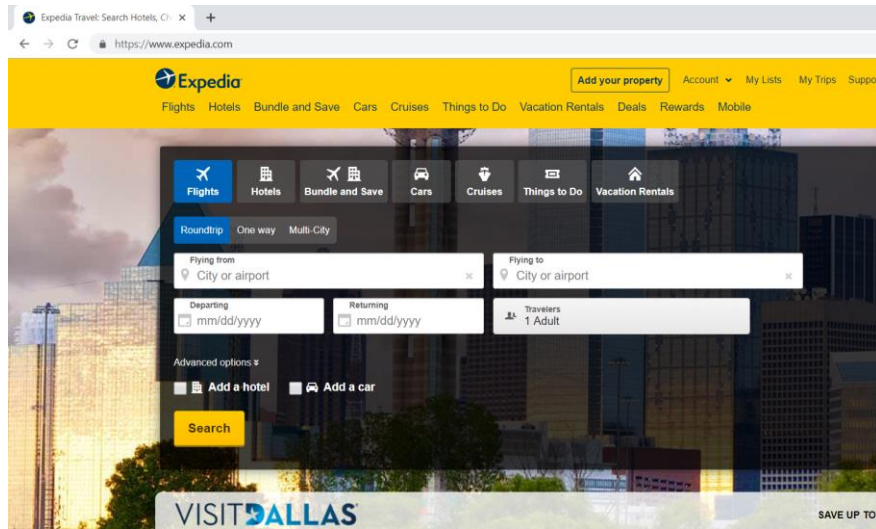 Expedia Travel: Search Hotels, Ch
https://www.expedia.com
Expedia
Add your property Account My Lists My Trips Suppo
Flights Hotels Bundle and Save Cars Cruises Things to Do Vacation Rentals Deals Rewards Mobile
Flights Hotels Bundle and Save Cars Cruises Things to Do Vacation Rentals
Roundtrip One way Multi-City
Flying from Flying to
City or airport City or airport
Departing Returning Travelers
mm/dd/yyyy mm/dd/yyyy 1 Adult
Advanced options
Add a hotel Add a car
Search
VISITDALLAS SAVE UP TO